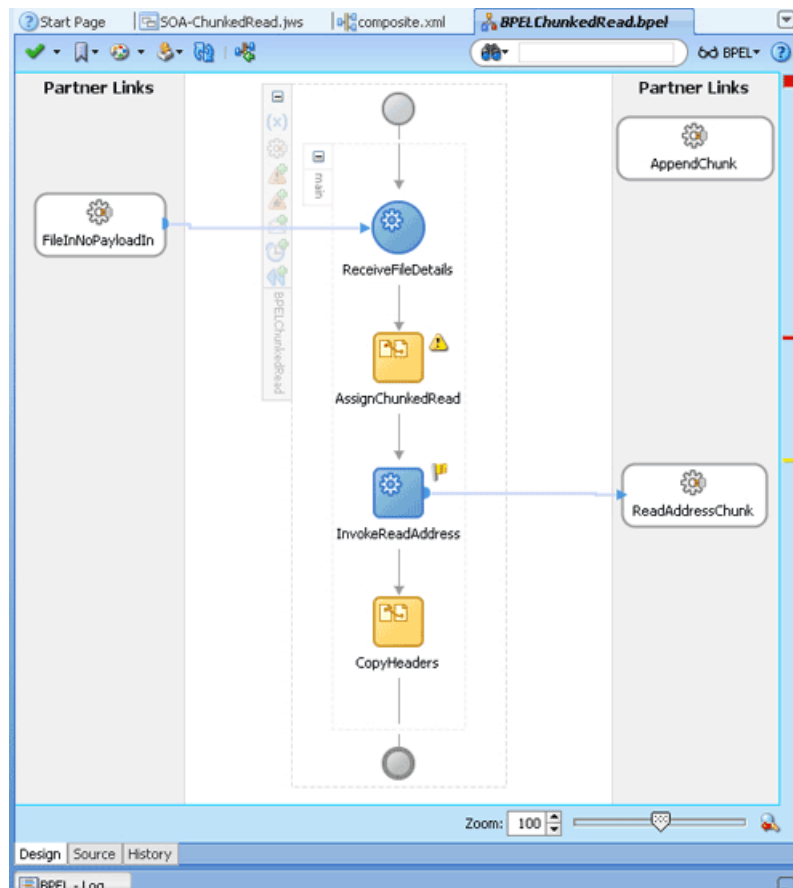 Start Page
SOA-ChunkedRead.jws
composite.xml
BPELChunkedRead.bpel
BPEL
Partner Links
Partner Links
(x)
main
AppendChunk
FileInNoPayloadIn
ReceiveFileDetails
BPELChunkedRead
AssignChunkedRead
InvokeReadAddress
ReadAddressChunk
CopyHeaders
Zoom: 100
Design Source History
BPEL - Log